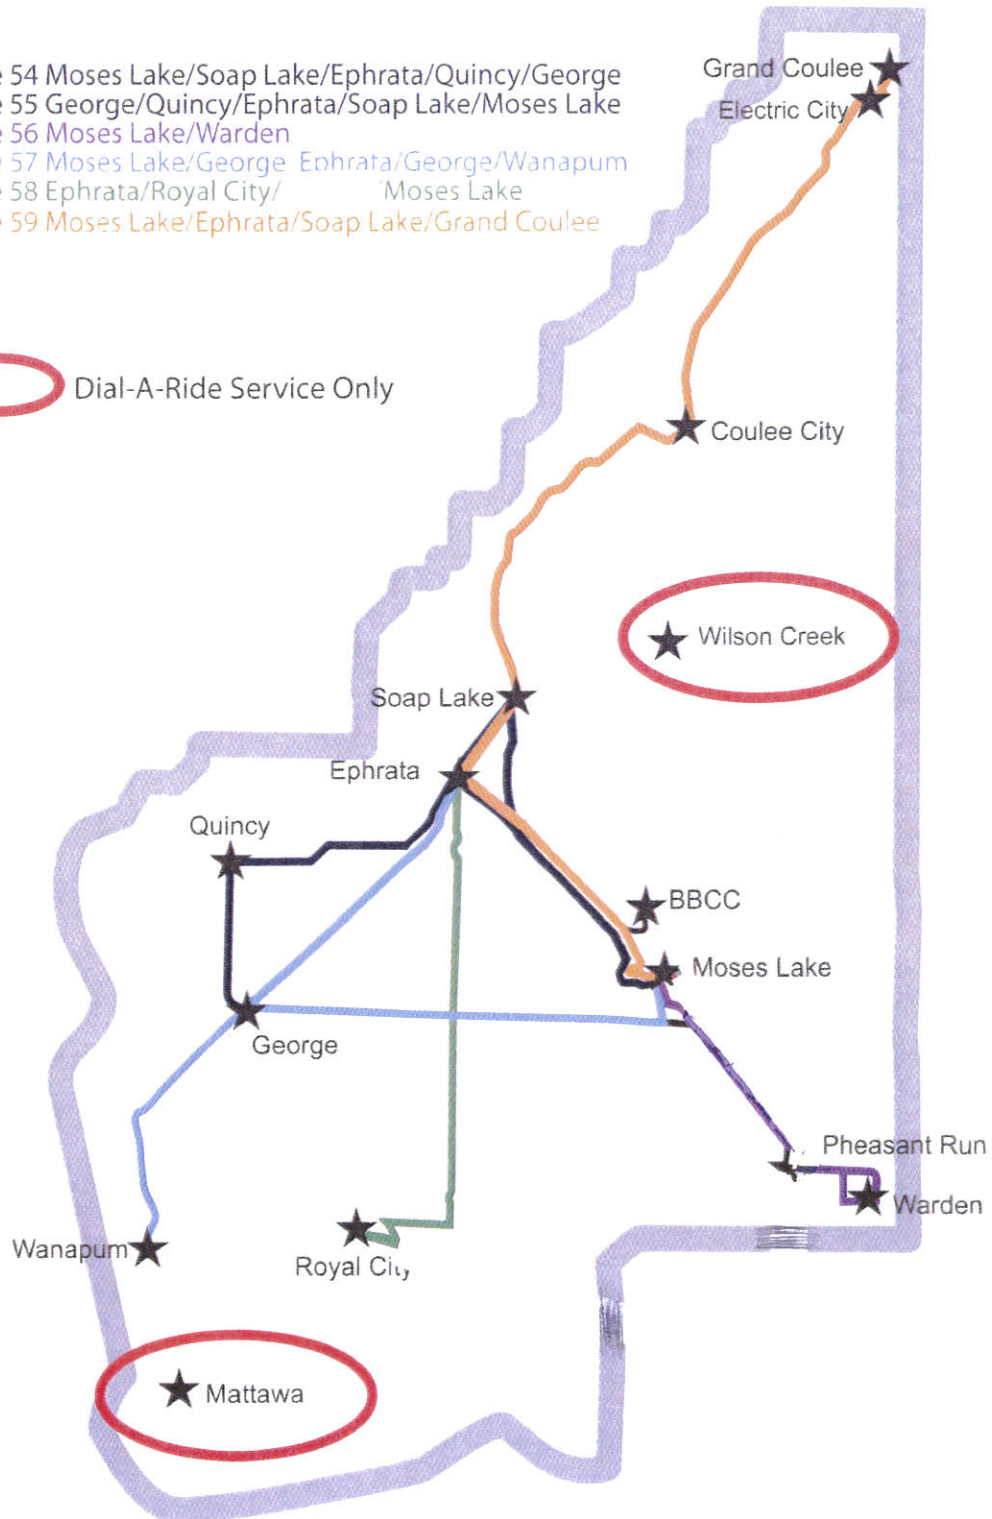 e 54 Moses Lake/Soap Lake/Ephrata/Quincy/George
e 55 George/Quincy/Ephrata/Soap Lake/Moses Lake
e 56 Moses Lake/Warden
e 57 Moses Lake/George Ephrata/George/Wanapum
e 58 Ephrata/Royal City/ Moses Lake
e 59 Moses Lake/Ephrata/Soap Lake/Grand Coulee
Dial-A-Ride Service Only
Grand Coulee
Electric City
Coulee City
Wilson Creek
Soap Lake
Ephrata
Quincy
BBCC
Moses Lake
George
Pheasant Run
Warden
Wanapum
Royal City
Mattawa